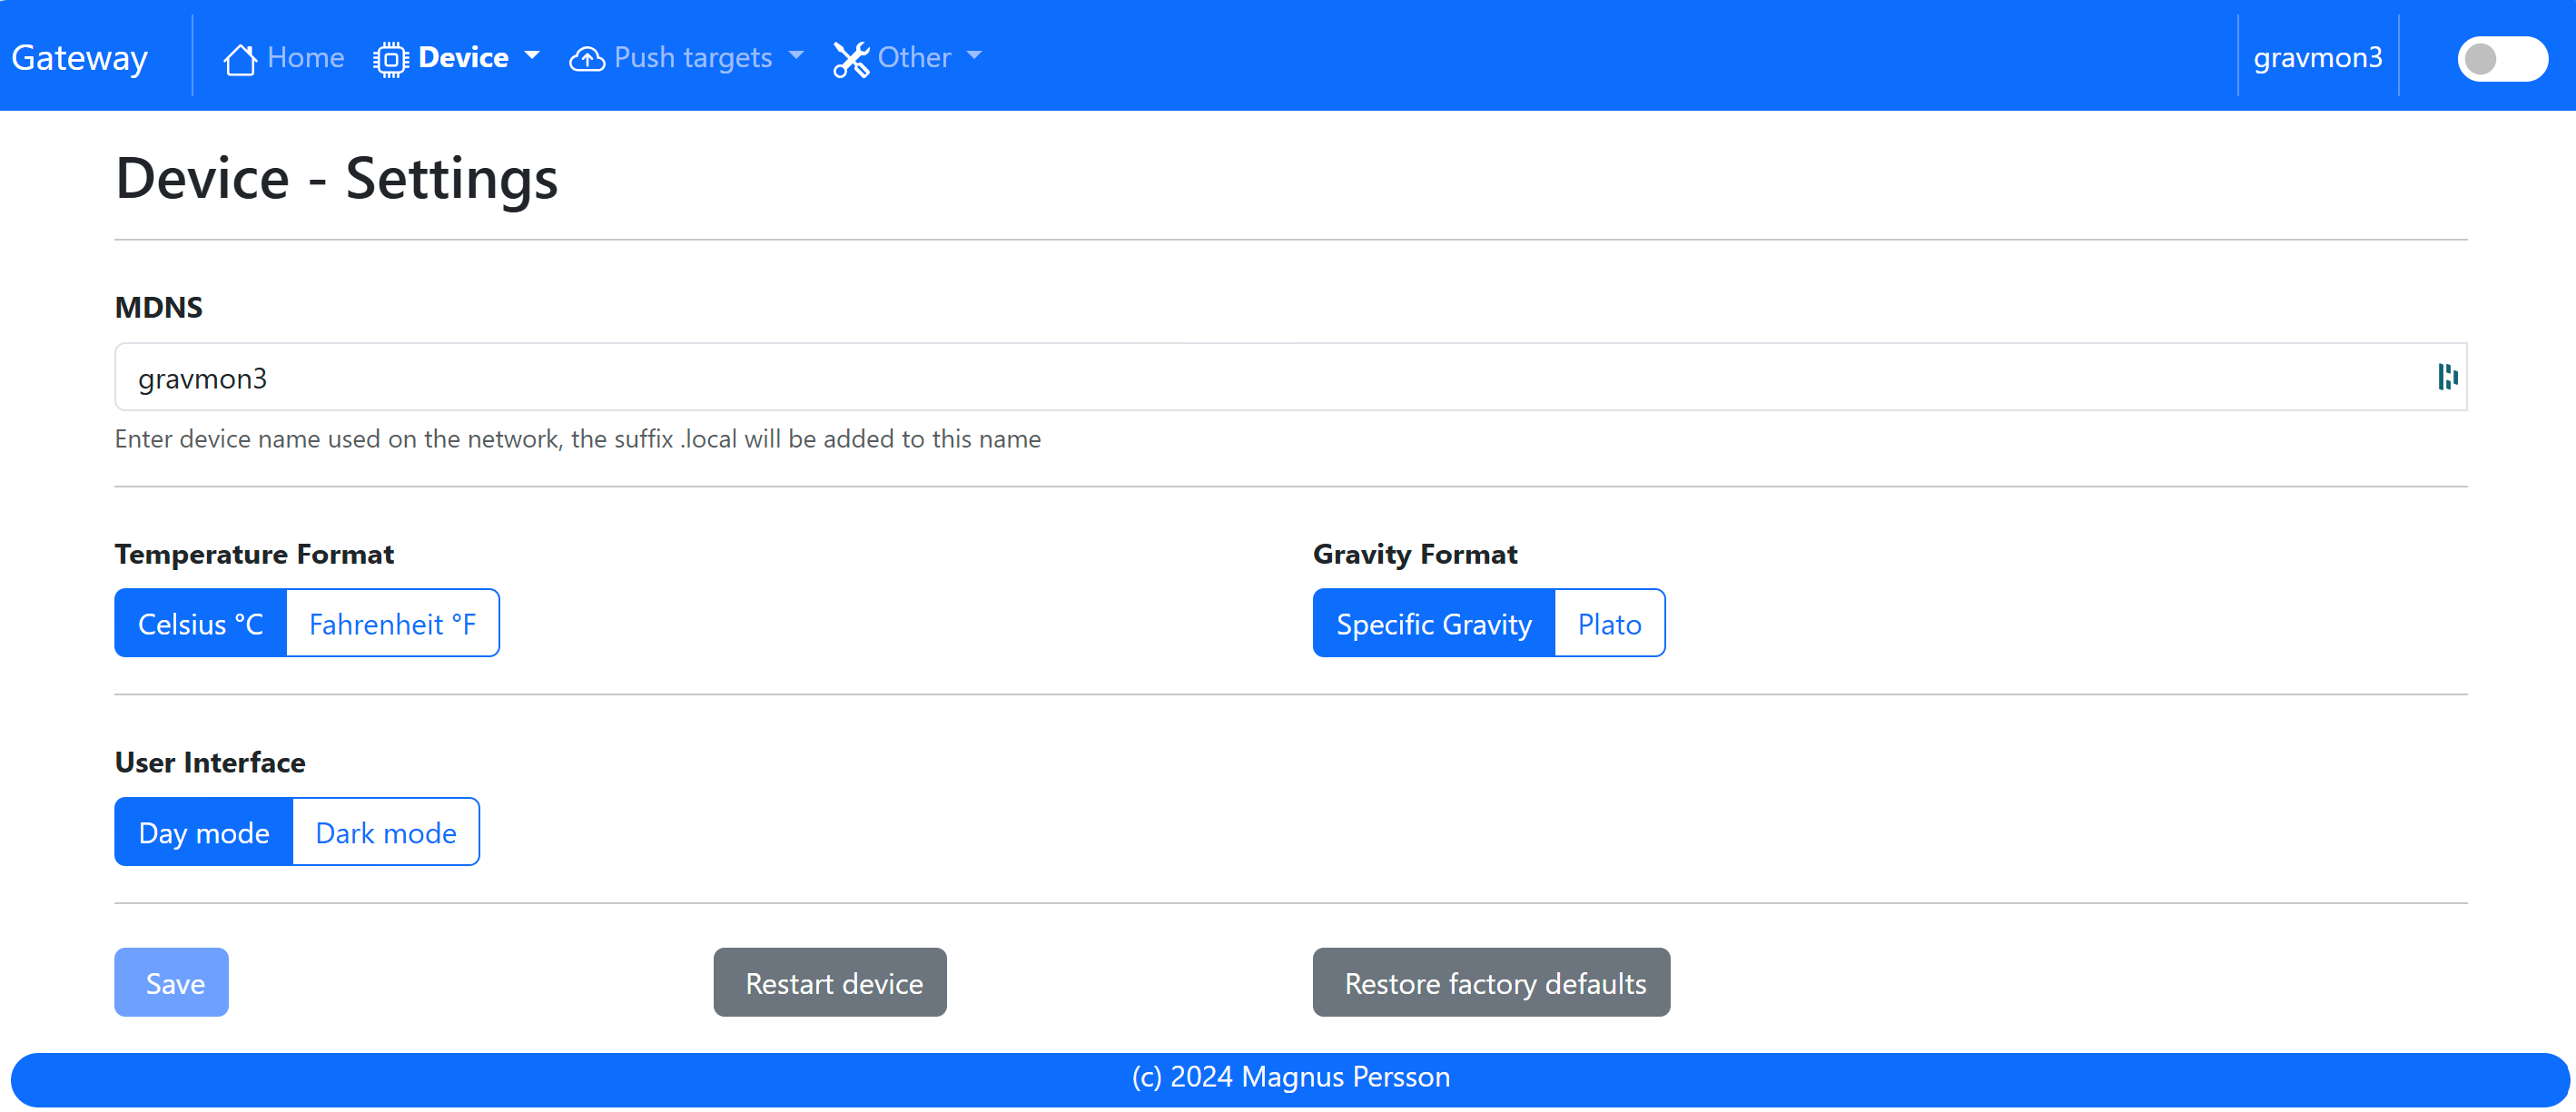 Gateway Home Device Push targets Other gravmon3
Device - Settings
MDNS
gravmon3
Enter device name used on the network, the suffix .local will be added to this name
Temperature Format Gravity Format
Celsius °C Fahrenheit °F Specific Gravity Plato
User Interface
Day mode Dark mode
Save Restart device Restore factory defaults
(c) 2024 Magnus Persson